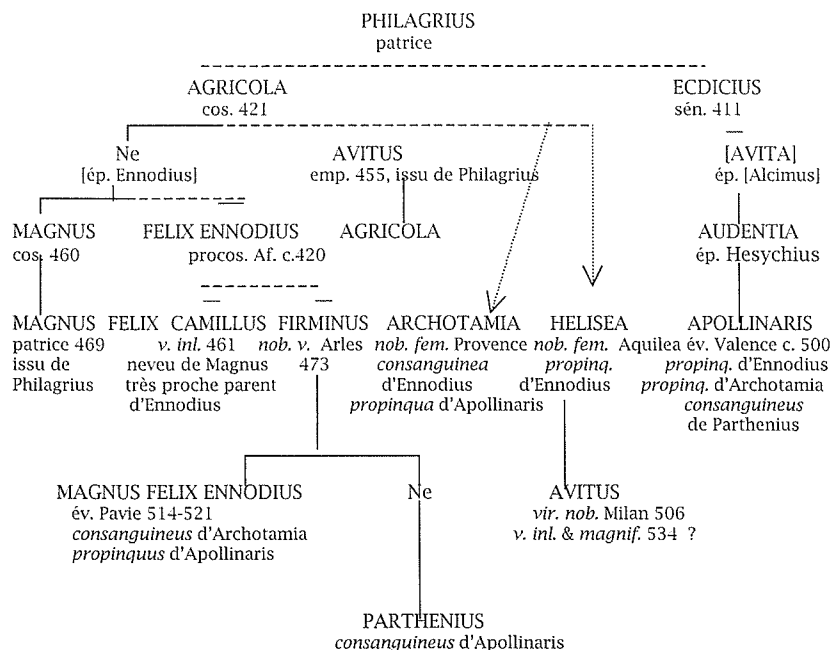 PHILAGRIUS
patrice
AGRICOLA ECDICIUS
cos. 421 sén. 411
Ne AVITUS [AVITA]
[ép. Ennodius] emp. 455, issu de Philagrius ép. [Alcimus]
MAGNUS FELIX ENNODIUS AGRICOLA AUDENTIA
cos. 460 procos. Af. c.420 ép. Hesychius
MAGNUS FELIX CAMILLUS FIRMINUS ARCHOTAMIA HELISEA APOLLINARIS
patrice 469 v. inl. 461 nob. v. Arles nob. fem. Provence nob. fem. Aquilea év. Valence c. 500
issu de neveu de Magnus 473 consanguinea propinq. propinq. d'Ennodius
Philagrius très proche parent d'Ennodius d'Ennodius propinq. d'Archotamia
d'Ennodius propinqua d'Apollinaris consanguineus
de Parthenius
MAGNUS FELIX ENNODIUS Ne AVITUS
év. Pavie 514-521 vir. nob. Milan 506
consanguineus d'Archotamia v. inl. & magnif. 534 ?
propinquus d'Apollinaris
PARTHENIUS
consanguineus d'Apollinaris